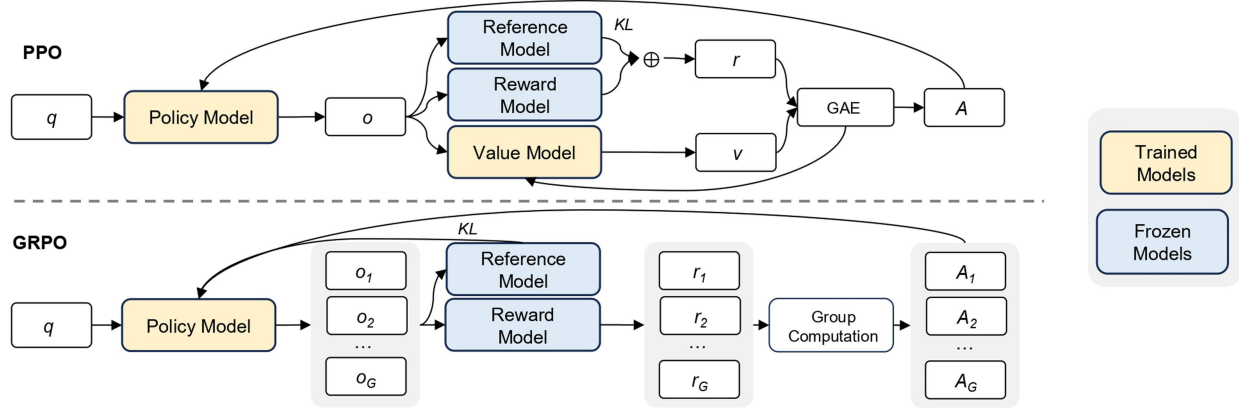 PPO
q
Policy Model
o
Reference
Model
Reward
Model
Value Model
KL
⊕
r
v
GAE
A
Trained
Models
Frozen
Models
GRPO
q
Policy Model
o1
o2
...
oG
KL
Reference
Model
Reward
Model
r1
r2
...
rG
Group
Computation
A1
A2
...
AG